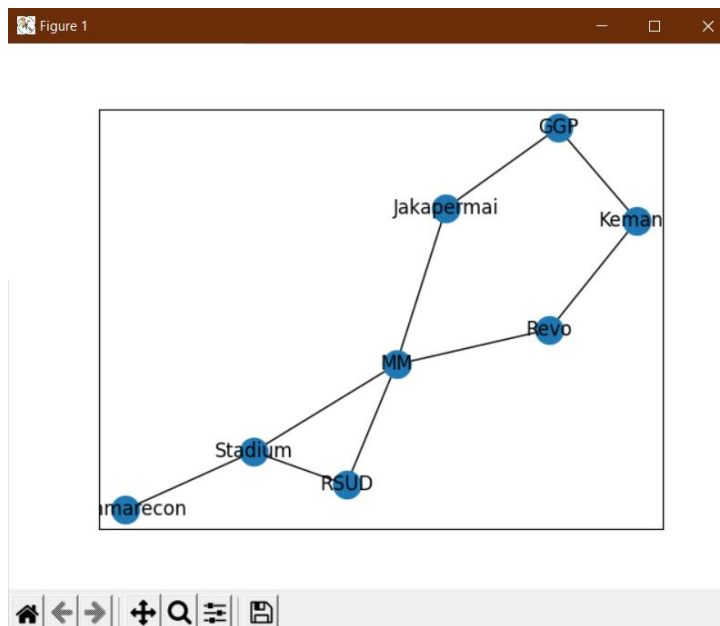 Figure 1
GGP
Jakapermai
Keman
Revo
MM
Stadium
RSUD
marecon